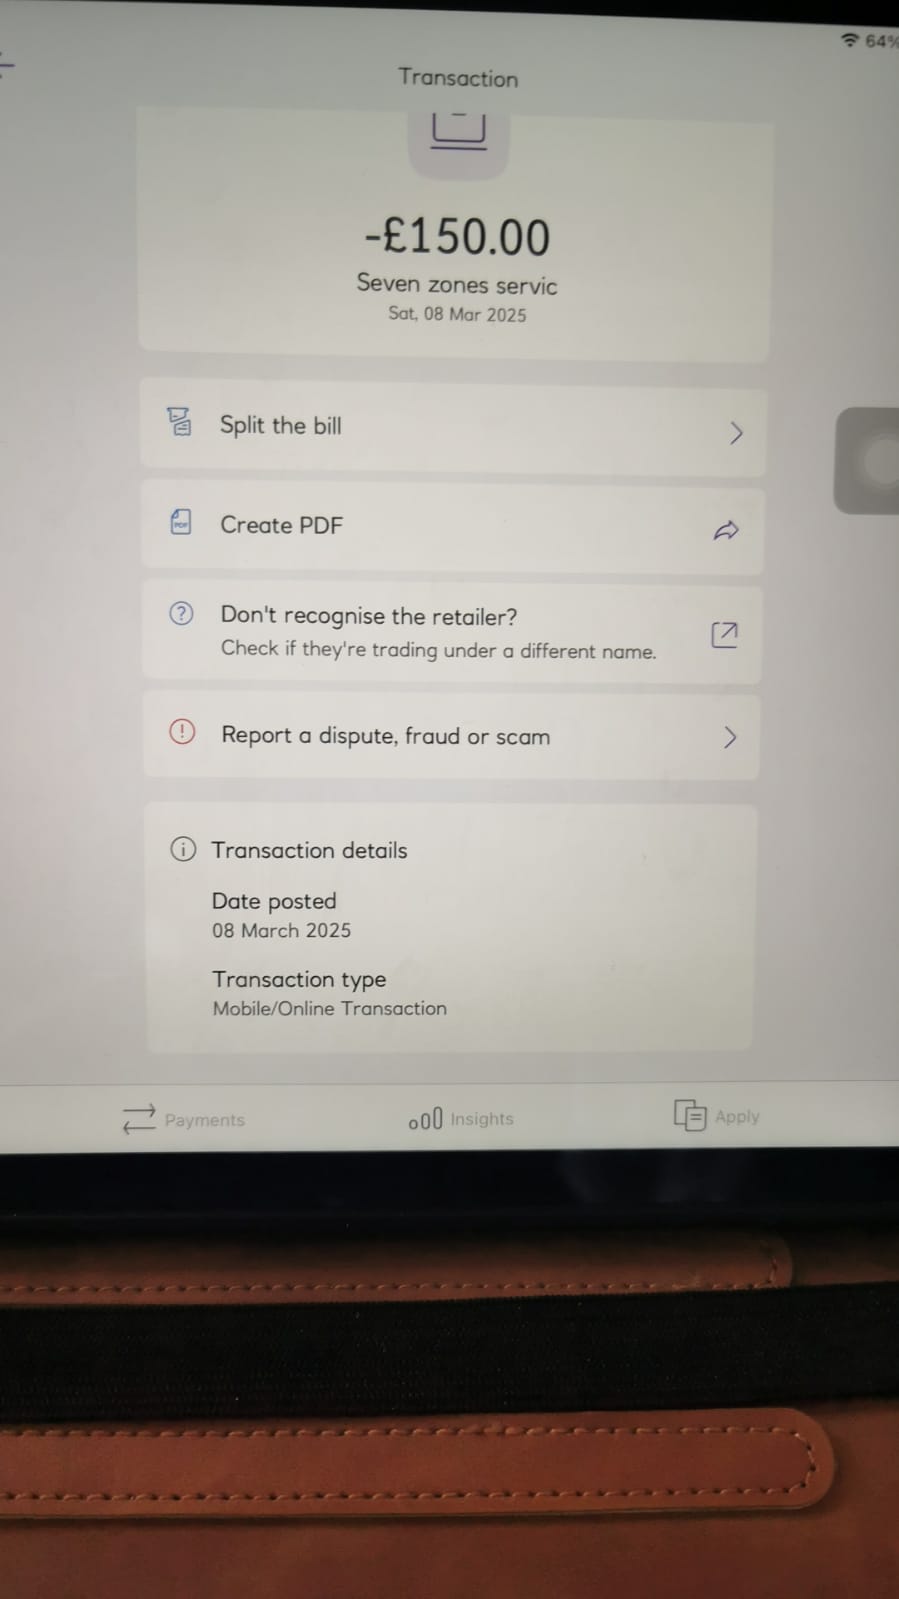 64%
Transaction
-£150.00
Seven zones servic
Sat, 08 Mar 2025
Split the bill
PDF
Create PDF
Don't recognise the retailer?
Check if they're trading under a different name.
Report a dispute, fraud or scam
Transaction details
Date posted
08 March 2025
Transaction type
Mobile/Online Transaction
Payments
Insights
Apply